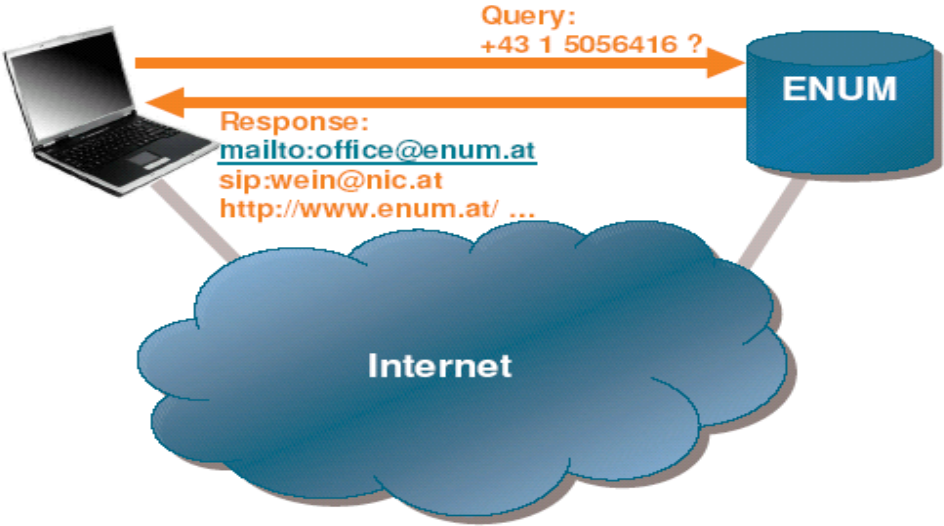 Query:
+43 1 5056416 ?
ENUM
Response:
mailto:office@enum.at
sip:wein@nic.at
http://www.enum.at/ ...
Internet